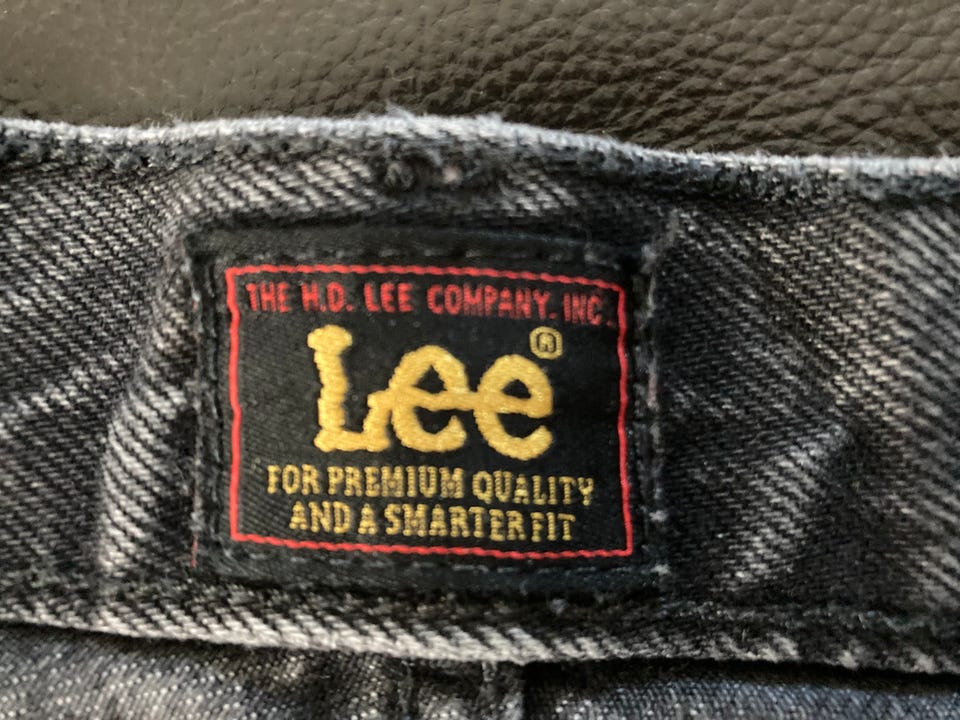 THE H.D. LEE COMPANY. INC.
Lee®
FOR PREMIUM QUALITY
AND A SMARTER FIT